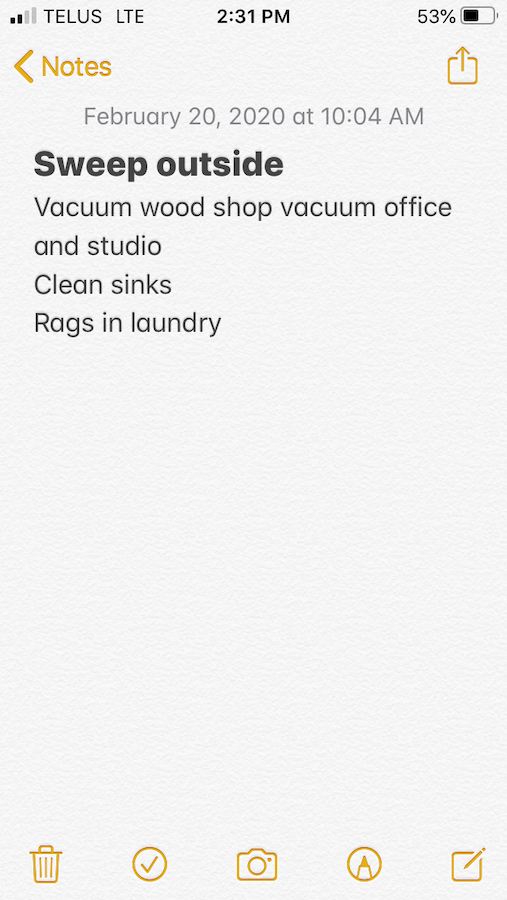 TELUS LTE 2:31 PM 53%
Notes
February 20, 2020 at 10:04 AM
Sweep outside
Vacuum wood shop vacuum office
and studio
Clean sinks
Rags in laundry